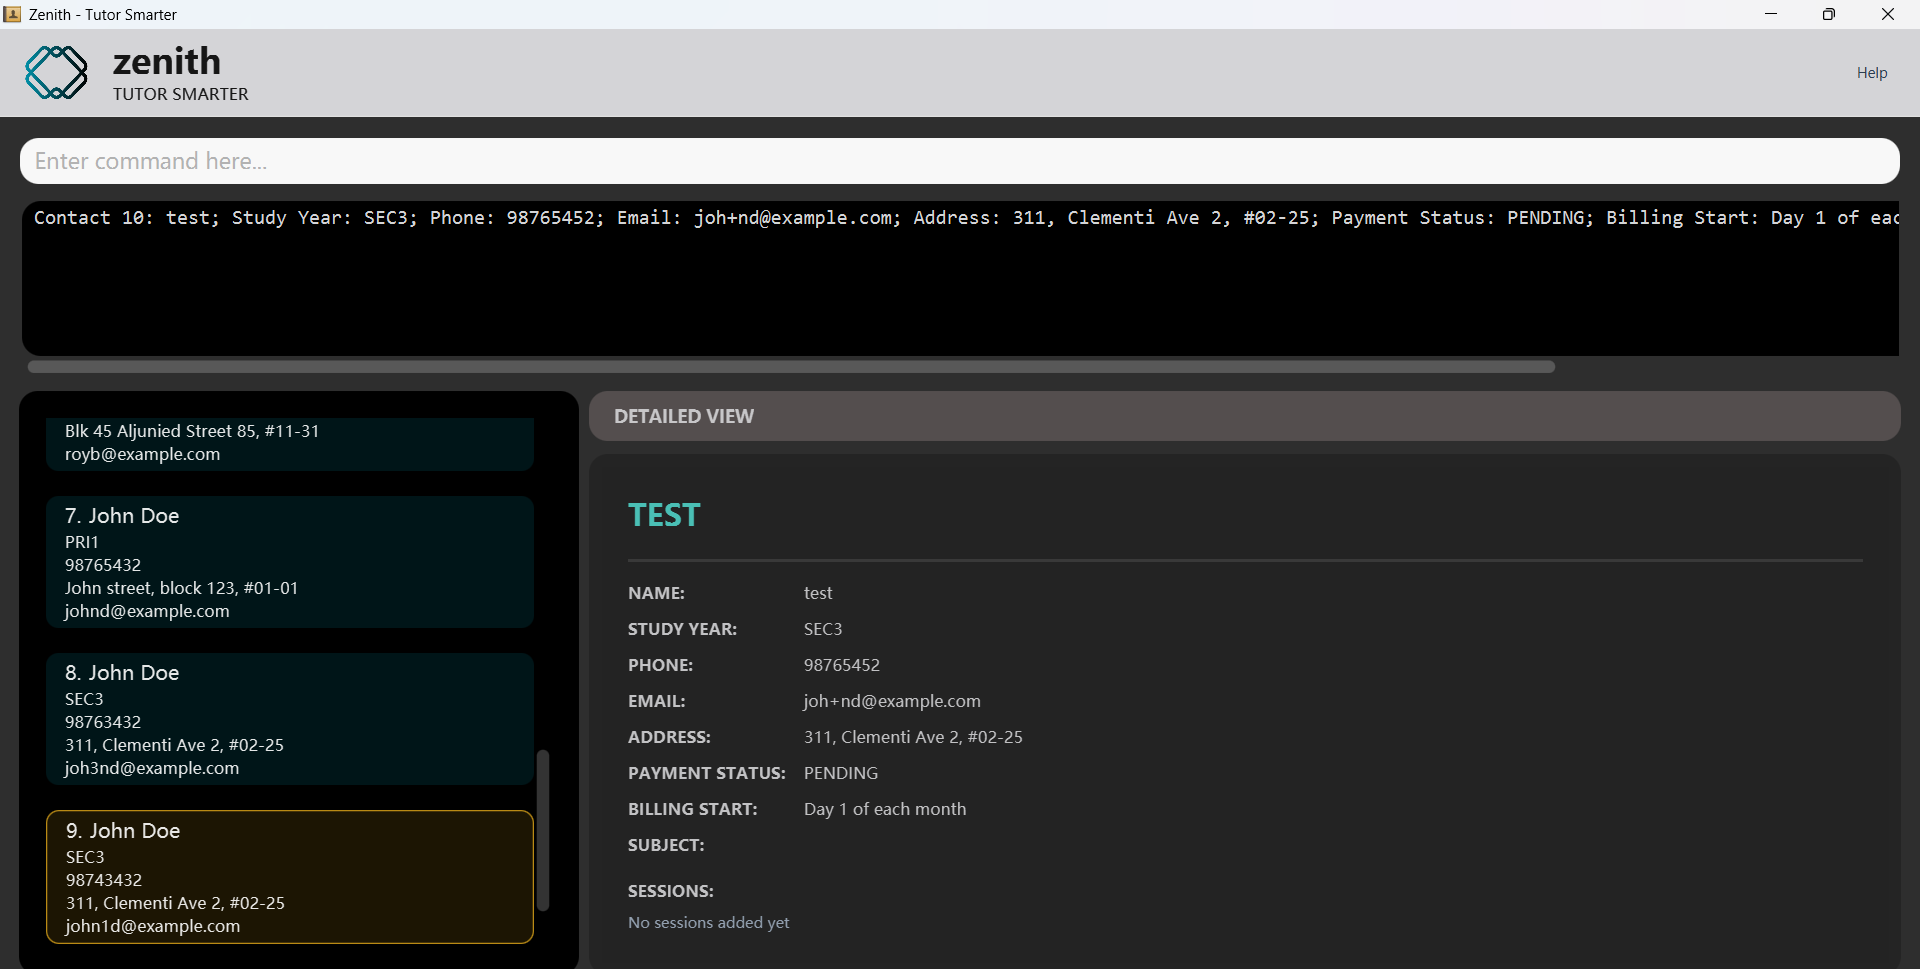 Zenith - Tutor Smarter
zenith
TUTOR SMARTER
Help
Enter command here...
Contact 10: test; Study Year: SEC3; Phone: 98765452; Email: joh+nd@example.com; Address: 311, Clementi Ave 2, #02-25; Payment Status: PENDING; Billing Start: Day 1 of eac
Blk 45 Aljunied Street 85, #11-31
royb@example.com
7. John Doe
PRI1
98765432
John street, block 123, #01-01
johnd@example.com
8. John Doe
SEC3
98763432
311, Clementi Ave 2, #02-25
joh3nd@example.com
9. John Doe
SEC3
98743432
311, Clementi Ave 2, #02-25
john1d@example.com
DETAILED VIEW
TEST
NAME: test
STUDY YEAR: SEC3
PHONE: 98765452
EMAIL: joh+nd@example.com
ADDRESS: 311, Clementi Ave 2, #02-25
PAYMENT STATUS: PENDING
BILLING START: Day 1 of each month
SUBJECT:
SESSIONS:
No sessions added yet